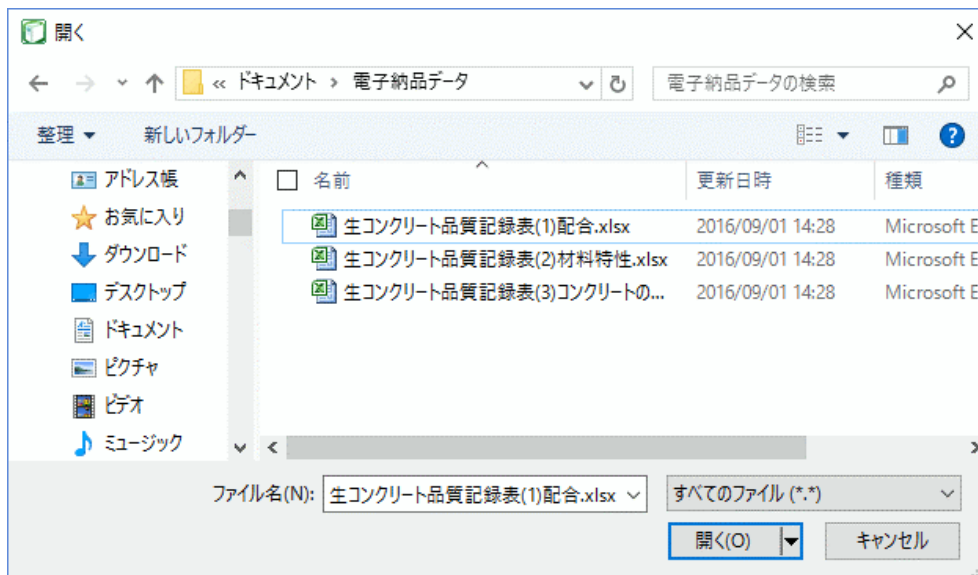 開く
« ドキュメント › 電子納品データ
電子納品データの検索
整理 新しいフォルダー
アドレス帳
お気に入り
ダウンロード
デスクトップ
ドキュメント
ピクチャ
ビデオ
ミュージック
名前 更新日時 種類
生コンクリート品質記録表(1)配合.xlsx 2016/09/01 14:28 Microsoft E
生コンクリート品質記録表(2)材料特性.xlsx 2016/09/01 14:28 Microsoft E
生コンクリート品質記録表(3)コンクリートの... 2016/09/01 14:28 Microsoft E
ファイル名(N): 生コンクリート品質記録表(1)配合.xlsx すべてのファイル (*.*)
開く(O) キャンセル